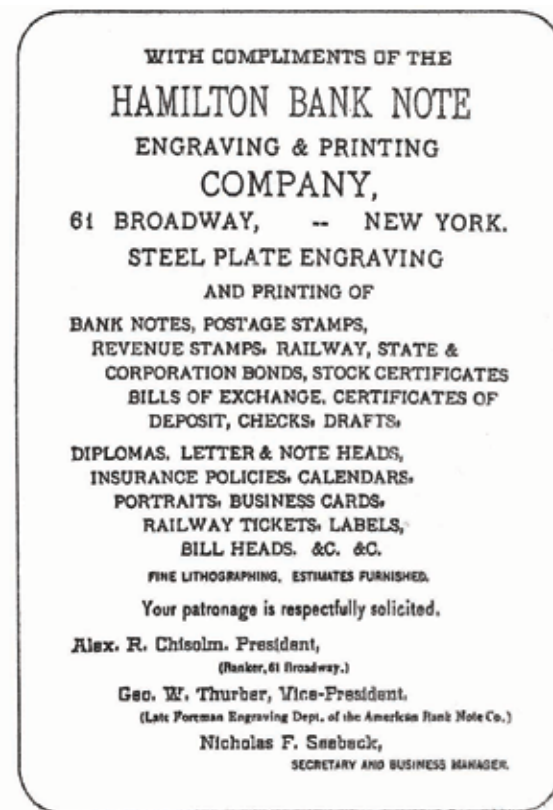 WITH COMPLIMENTS OF THE
HAMILTON BANK NOTE
ENGRAVING & PRINTING
COMPANY,
61 BROADWAY, -- NEW YORK.
STEEL PLATE ENGRAVING
AND PRINTING OF
BANK NOTES, POSTAGE STAMPS,
REVENUE STAMPS, RAILWAY, STATE &
CORPORATION BONDS, STOCK CERTIFICATES
BILLS OF EXCHANGE, CERTIFICATES OF
DEPOSIT, CHECKS, DRAFTS,
DIPLOMAS, LETTER & NOTE HEADS,
INSURANCE POLICIES, CALENDARS,
PORTRAITS, BUSINESS CARDS,
RAILWAY TICKETS, LABELS,
BILL HEADS. &C. &C.
FINE LITHOGRAPHING. ESTIMATES FURNISHED.
Your patronage is respectfully solicited.
Alex. R. Chisolm. President,
(Banker, 61 Broadway.)
Geo. W. Thurber, Vice-President.
(Late Foreman Engraving Dept. of the American Bank Note Co.)
Nicholas F. Seebeck,
SECRETARY AND BUSINESS MANAGER.